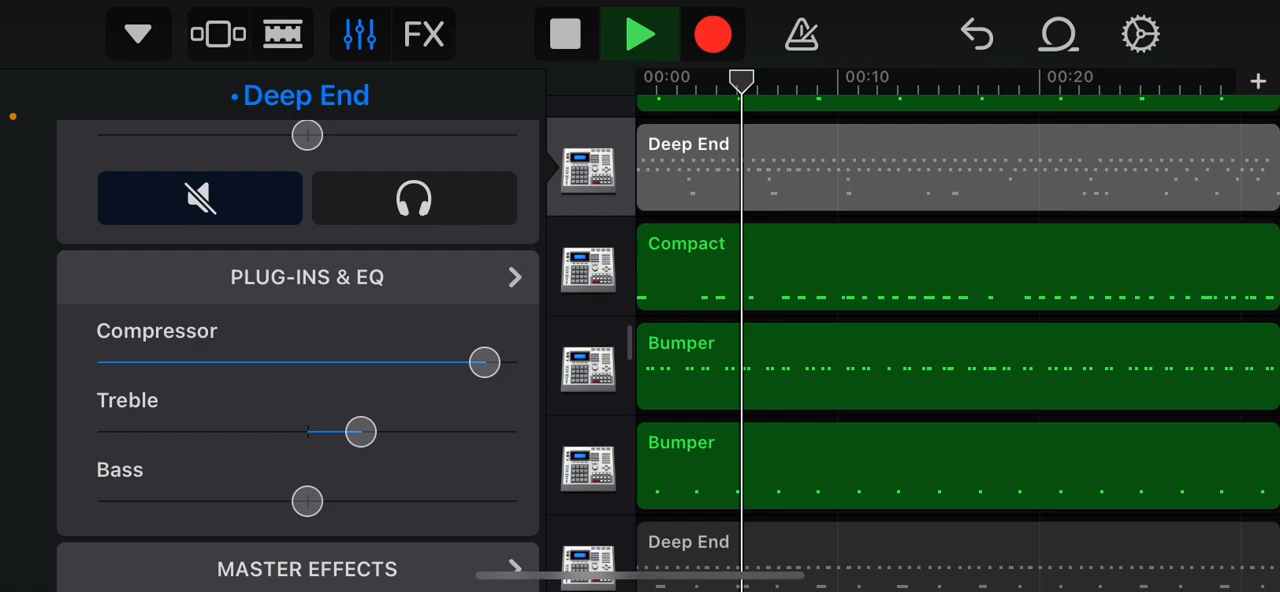 FX
00:00
00:10
00:20
+
• Deep End
PLUG-INS & EQ
Compressor
Treble
Bass
MASTER EFFECTS
Deep End
Compact
Bumper
Bumper
Deep End